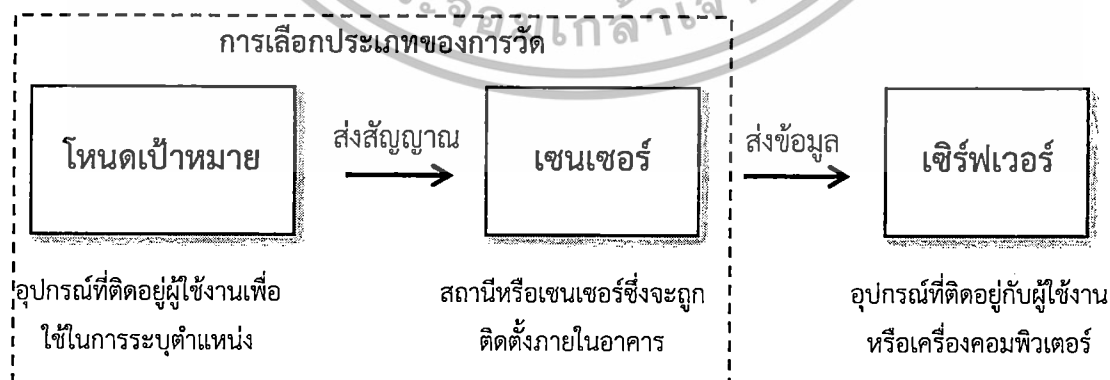 การเลือกประเภทของการวัด
โหนดเป้าหมาย
ส่งสัญญาณ
เซนเซอร์
ส่งข้อมูล
เซิร์ฟเวอร์
อุปกรณ์ที่ติดอยู่ผู้ใช้งานเพื่อ
ใช้ในการระบุตำแหน่ง
สถานีหรือเซนเซอร์ซึ่งจะถูก
ติดตั้งภายในอาคาร
อุปกรณ์ที่ติดอยู่กับผู้ใช้งาน
หรือเครื่องคอมพิวเตอร์